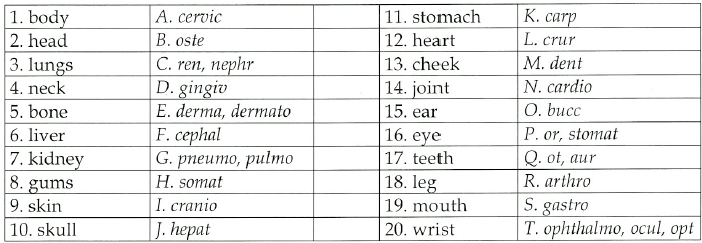 1. body A. cervic 11. stomach K. carp
2. head B. oste 12. heart L. crur
3. lungs C. ren, nephr 13. cheek M. dent
4. neck D. gingiv 14. joint N. cardio
5. bone E. derma, dermato 15. ear O. bucc
6. liver F. cephal 16. eye P. or, stomat
7. kidney G. pneumo, pulmo 17. teeth Q. ot, aur
8. gums H. somat 18. leg R. arthro
9. skin I. cranio 19. mouth S. gastro
10. skull J. hepat 20. wrist T. ophthalmo, ocul, opt